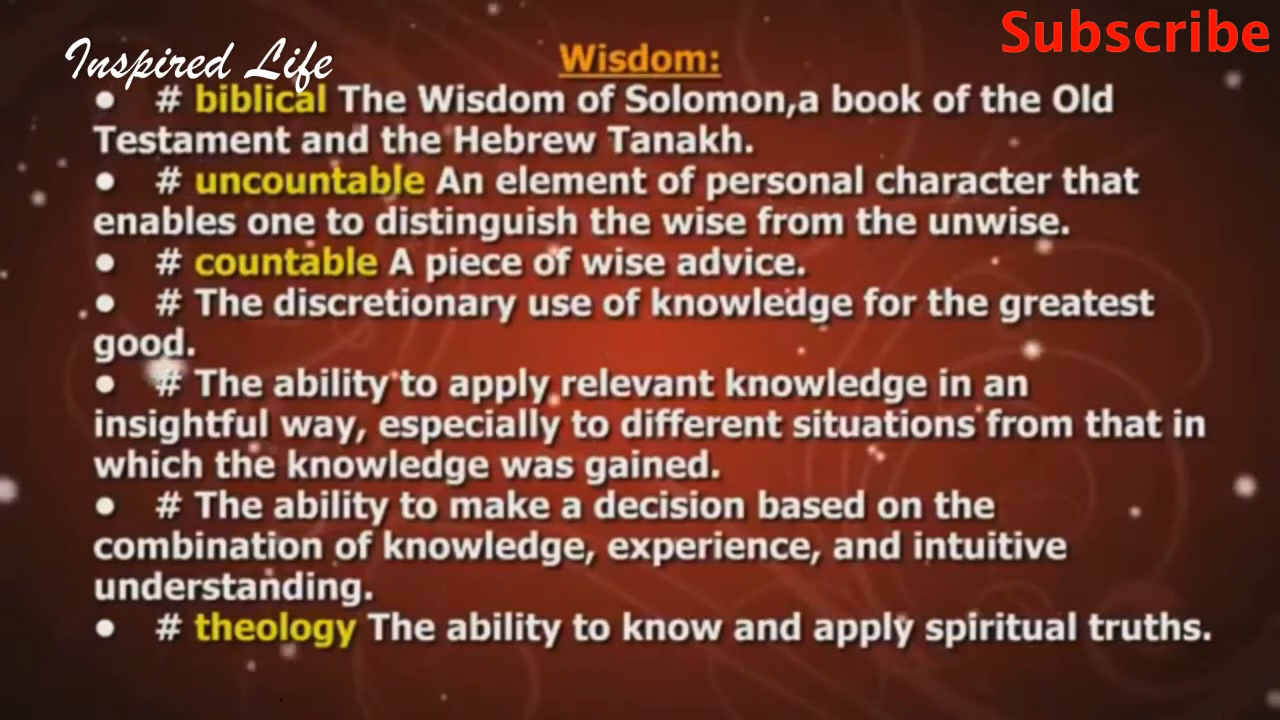 Subscribe
Inspired Life
Wisdom:
● # biblical The Wisdom of Solomon,a book of the Old
Testament and the Hebrew Tanakh.
● # uncountable An element of personal character that
enables one to distinguish the wise from the unwise.
● # countable A piece of wise advice.
● # The discretionary use of knowledge for the greatest
good.
● # The ability to apply relevant knowledge in an
insightful way, especially to different situations from that in
which the knowledge was gained.
● # The ability to make a decision based on the
combination of knowledge, experience, and intuitive
understanding.
● # theology The ability to know and apply spiritual truths.